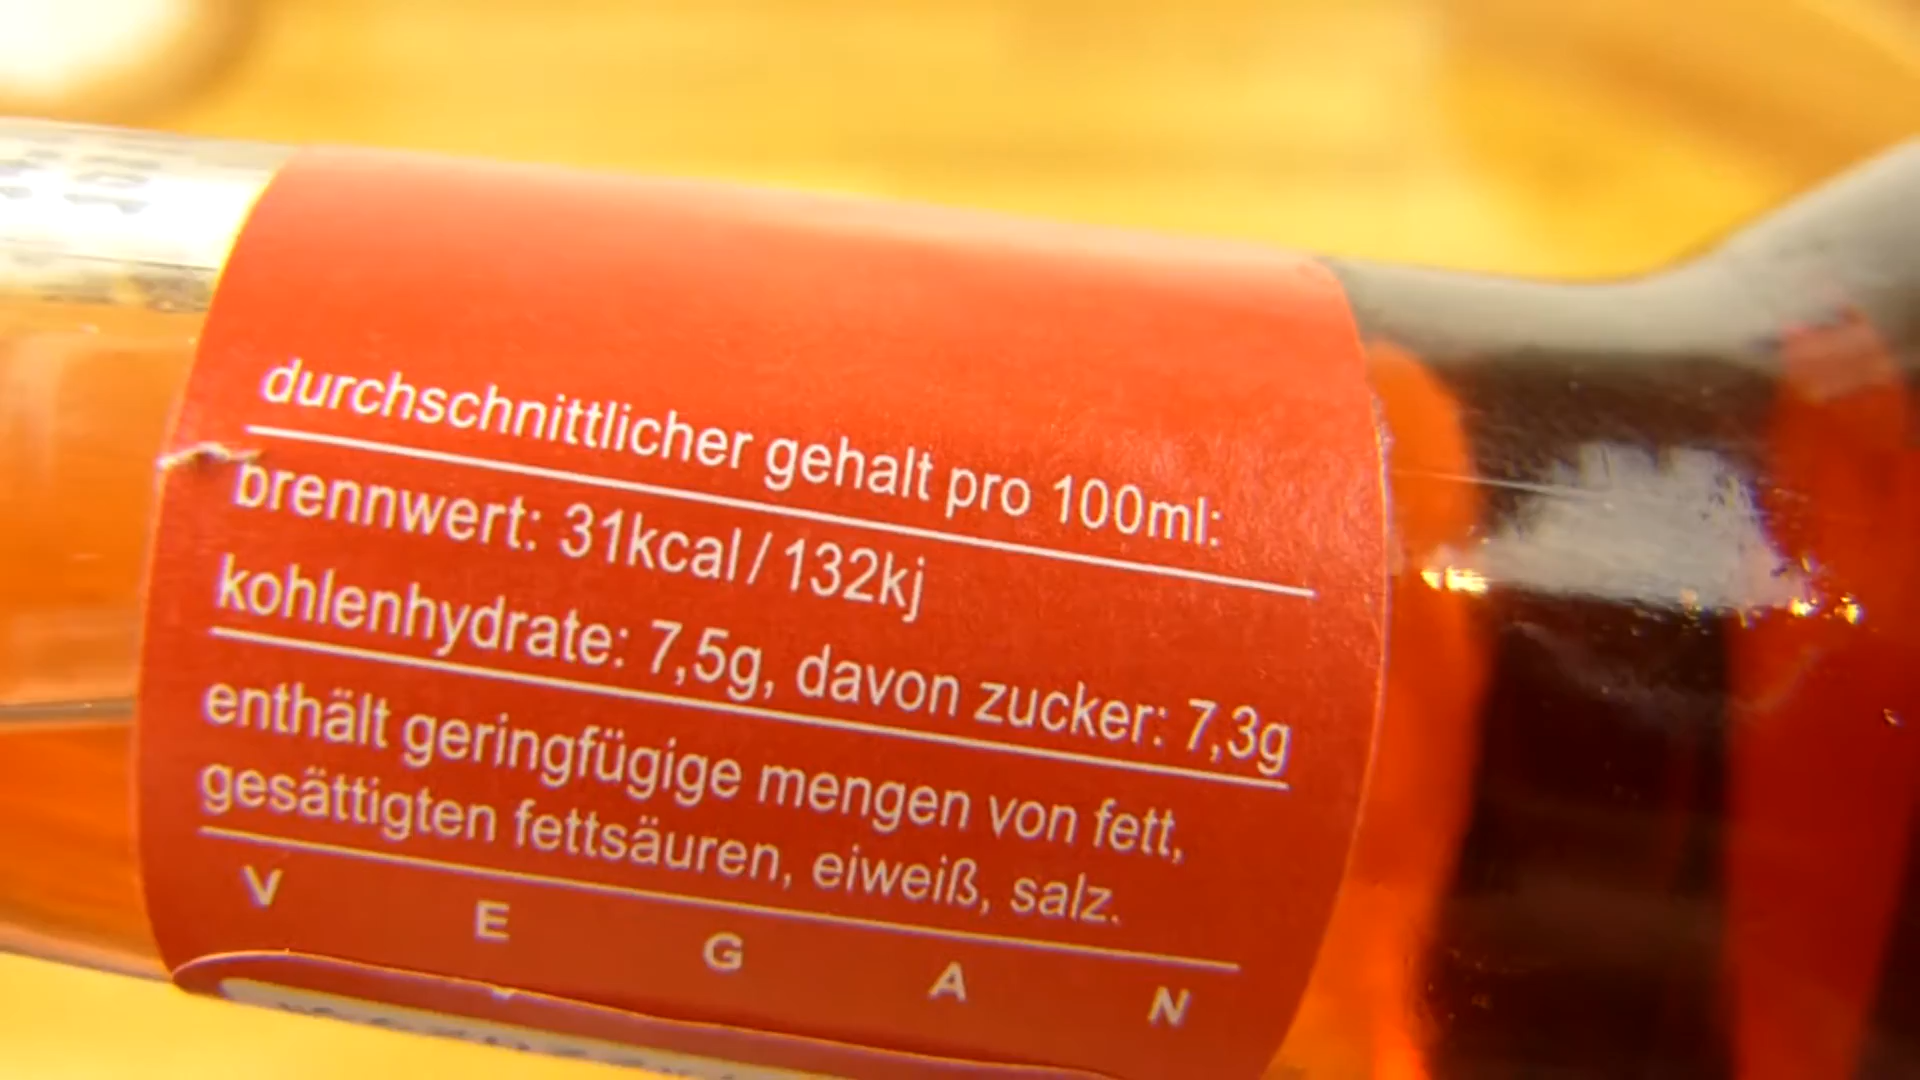 durchschnittlicher gehalt pro 100ml:
brennwert: 31kcal/132kj
kohlenhydrate: 7,5g, davon zucker: 7,3g
enthält geringfügige mengen von fett,
gesättigten fettsäuren, eiweiß, salz.
V E G A N